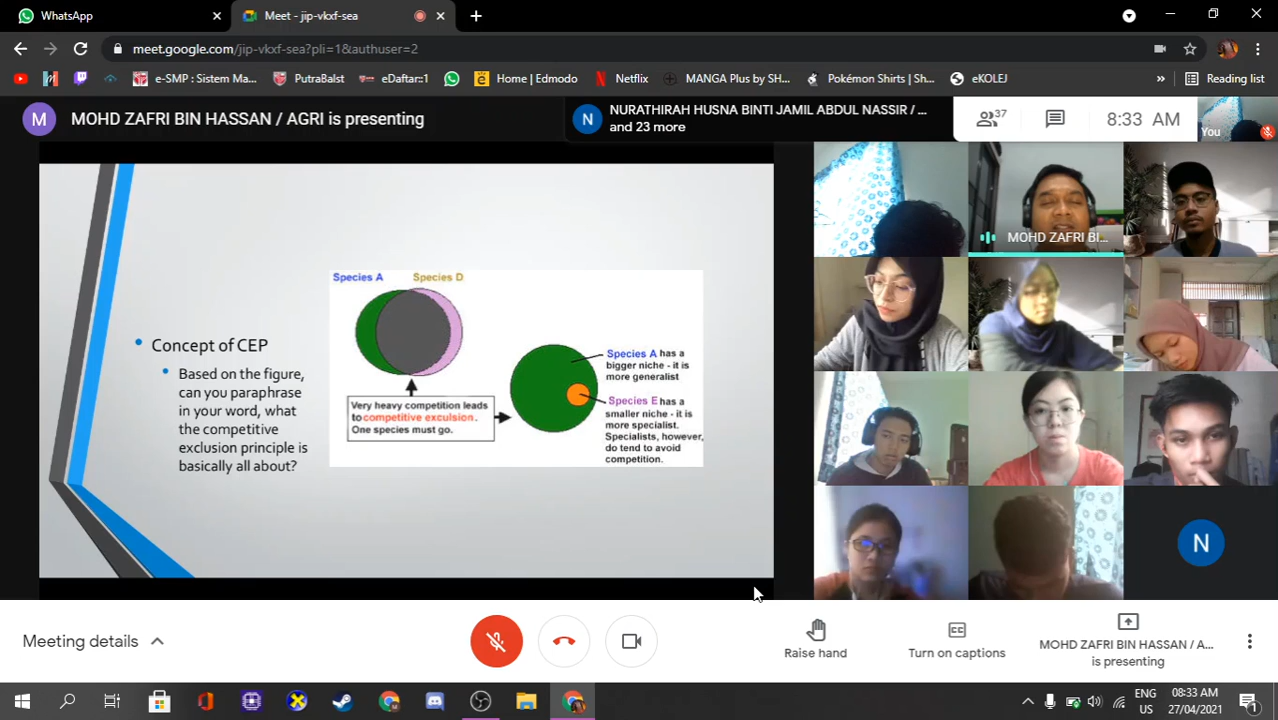 WhatsApp
Meet - jip-vkxf-sea
meet.google.com/jip-vkxf-sea?pli=1&authuser=2
e-SMP : Sistem Ma...
PutraBalst
eDaftar::1
Home | Edmodo
Netflix
MANGA Plus by SH...
Pokémon Shirts | Sh...
eKOLEJ
»
Reading list
M
MOHD ZAFRI BIN HASSAN / AGRI is presenting
N
NURATHIRAH HUSNA BINTI JAMIL ABDUL NASSIR / ...
and 23 more
37
8:33 AM
You
Species A
Species D
Concept of CEP
Based on the figure,
can you paraphrase
in your word, what
the competitive
exclusion principle is
basically all about?
Very heavy competition leads
to competitive exculsion.
One species must go.
Species A has a
bigger niche - it is
more generalist
Species E has a
smaller niche - it is
more specialist.
Specialists, however,
do tend to avoid
competition.
MOHD ZAFRI BI...
N
Meeting details
Raise hand
Turn on captions
MOHD ZAFRI BIN HASSAN / A...
is presenting
ENG
US
08:33 AM
27/04/2021
1